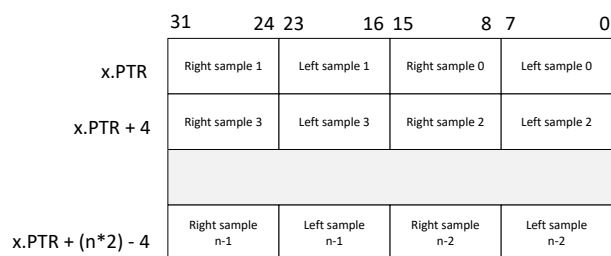 31 24 23 16 15 8 7 0
x.PTR Right sample 1 Left sample 1 Right sample 0 Left sample 0
x.PTR + 4 Right sample 3 Left sample 3 Right sample 2 Left sample 2
x.PTR + (n*2) - 4 Right sample n-1 Left sample n-1 Right sample n-2 Left sample n-2